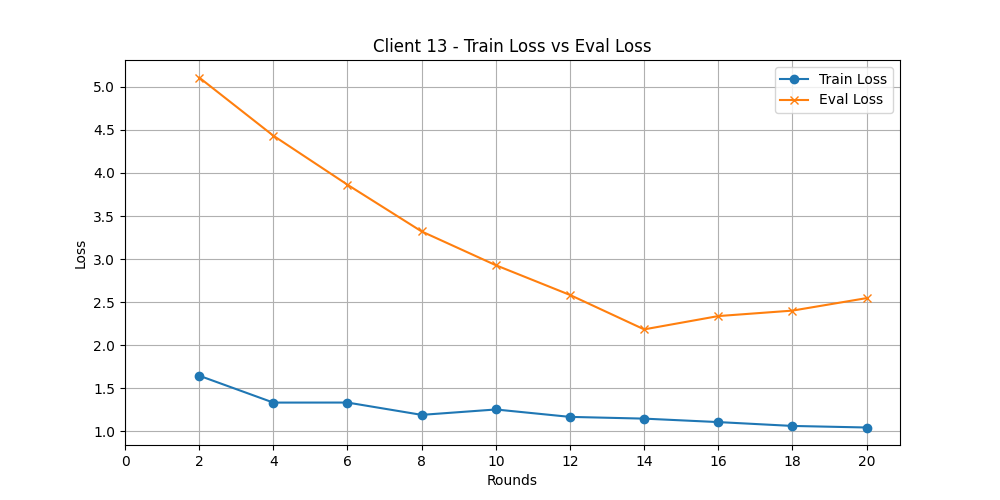 Client 13 - Train Loss vs Eval Loss
Train Loss
Eval Loss
5.0
4.5
4.0
3.5
3.0
2.5
2.0
1.5
1.0
Loss
0 2 4 6 8 10 12 14 16 18 20
Rounds